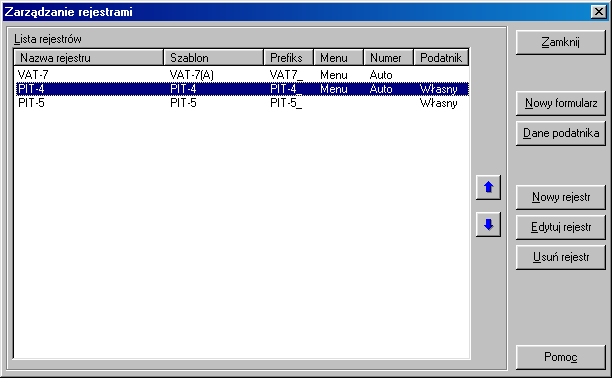 Zarządzanie rejestrami
Lista rejestrów
Nazwa rejestru Szablon Prefiks Menu Numer Podatnik
VAT-7 VAT-7(A) VAT7_ Menu Auto
PIT-4 PIT-4 PIT-4_ Menu Auto Własny
PIT-5 PIT-5 PIT-5_ Własny
Zamknij
Nowy formularz
Dane podatnika
Nowy rejestr
Edytuj rejestr
Usuń rejestr
Pomoc